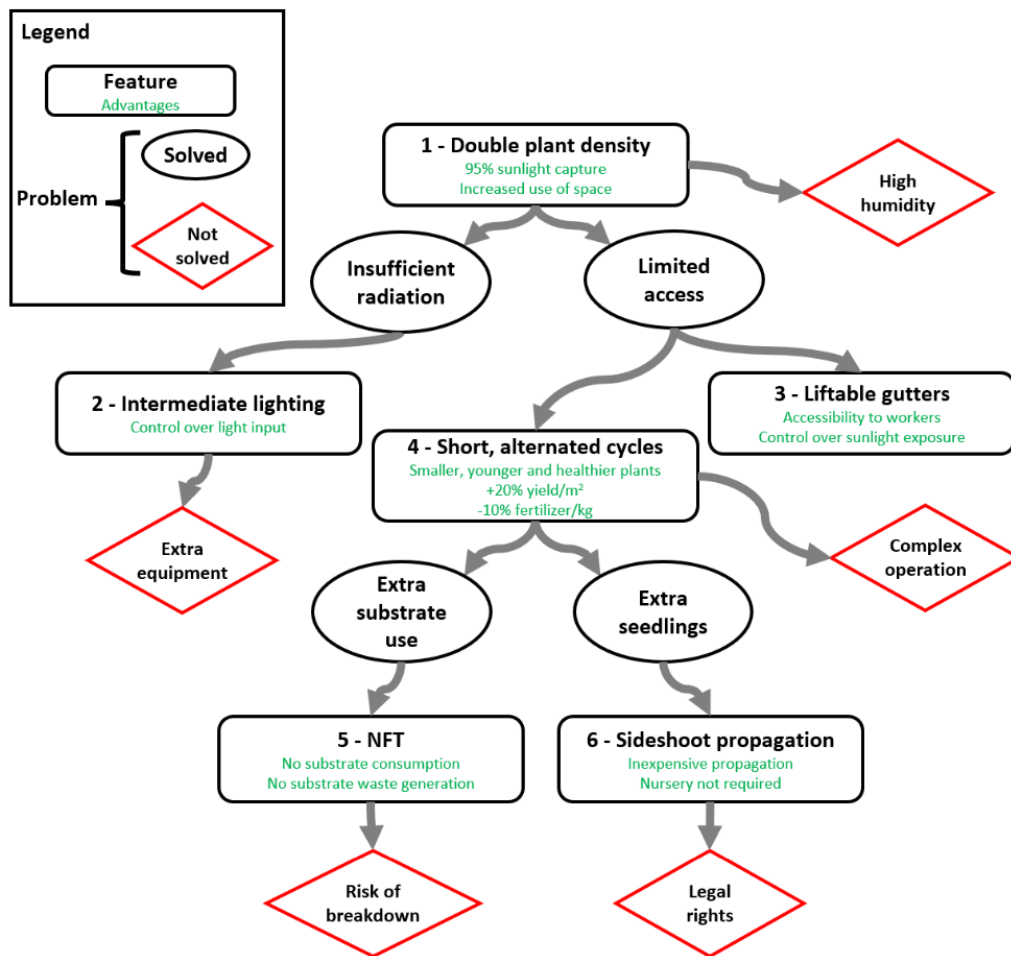 Legend
Feature
Advantages
Solved
Problem
Not
solved
1 - Double plant density
95% sunlight capture
Increased use of space
High
humidity
Insufficient
radiation
Limited
access
2 - Intermediate lighting
Control over light input
3 - Liftable gutters
Accessibility to workers
Control over sunlight exposure
4 - Short, alternated cycles
Smaller, younger and healthier plants
+20% yield/m²
-10% fertilizer/kg
Extra
equipment
Complex
operation
Extra
substrate
use
Extra
seedlings
5 - NFT
No substrate consumption
No substrate waste generation
6 - Sideshoot propagation
Inexpensive propagation
Nursery not required
Risk of
breakdown
Legal
rights